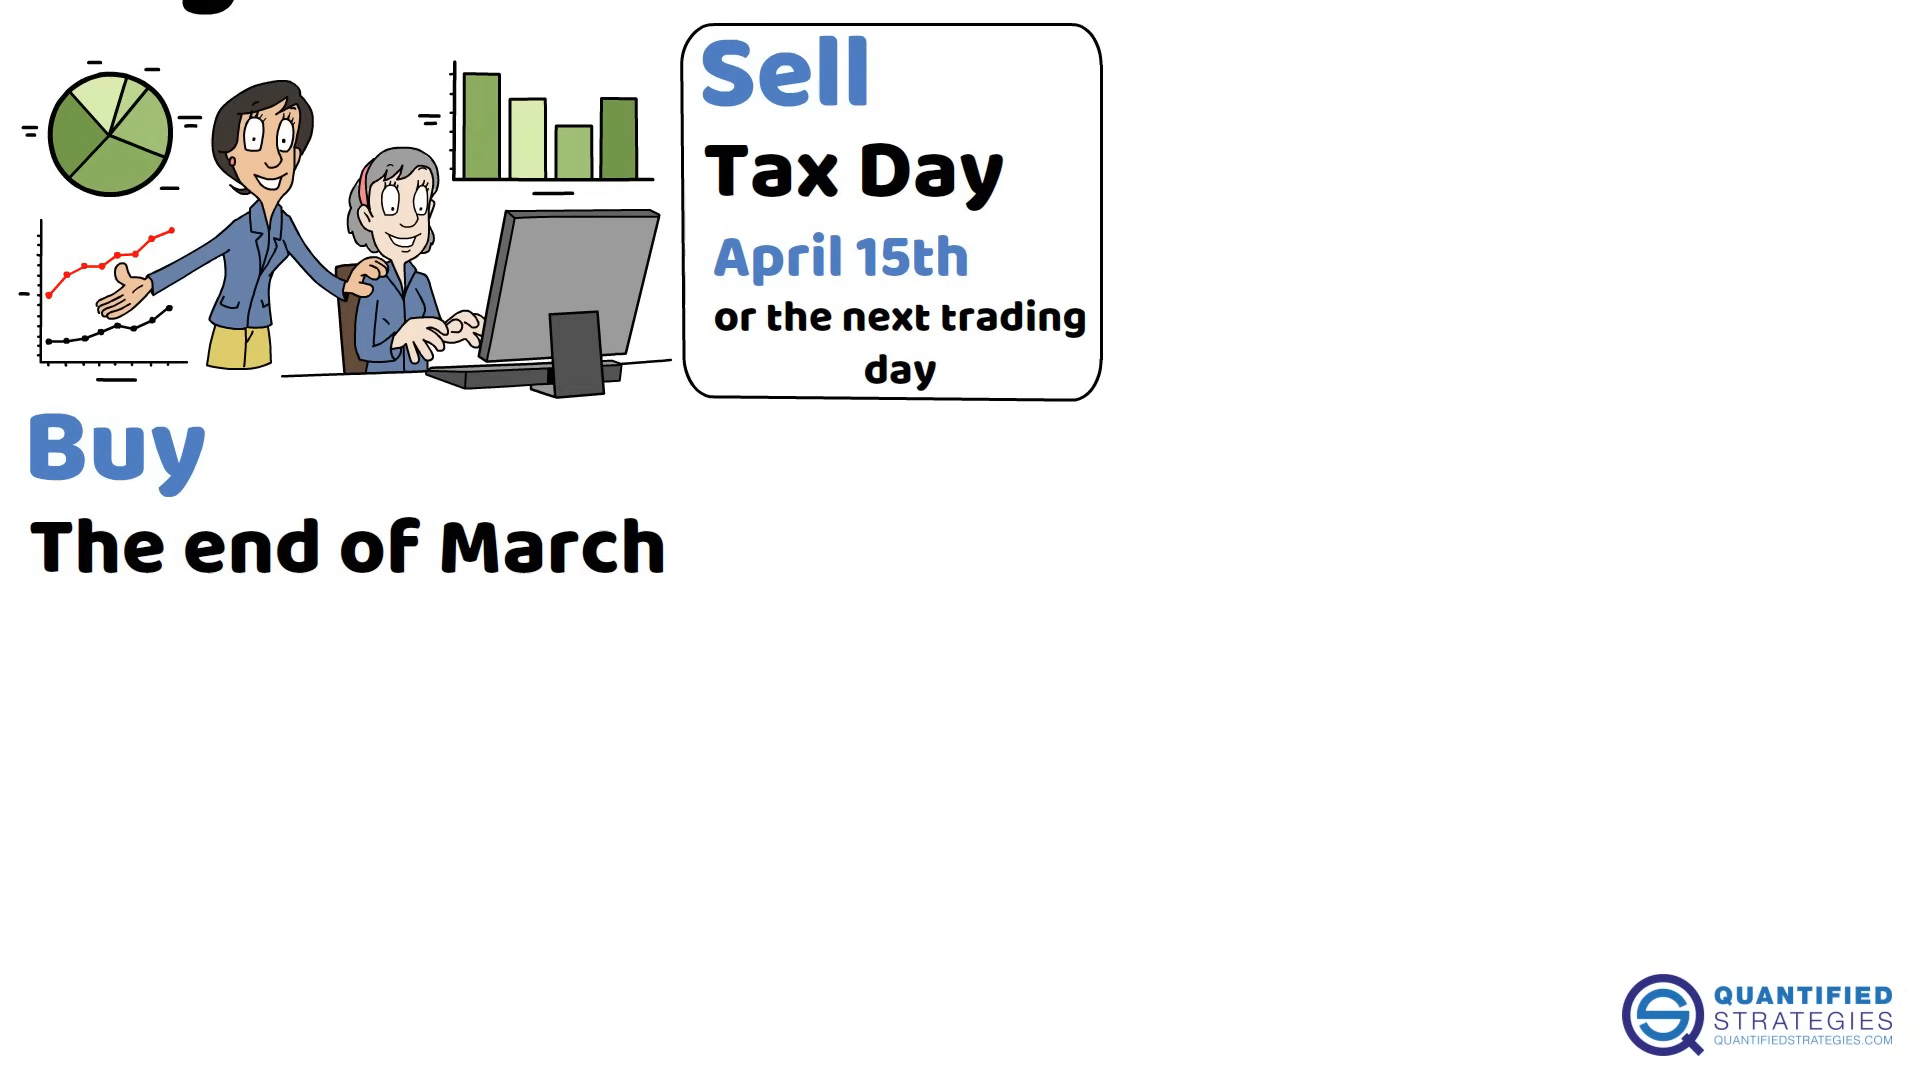 Sell
Tax Day
April 15th
or the next trading
day
Buy
The end of March
QUANTIFIED
STRATEGIES
QUANTIFIEDSTRATEGIES.COM